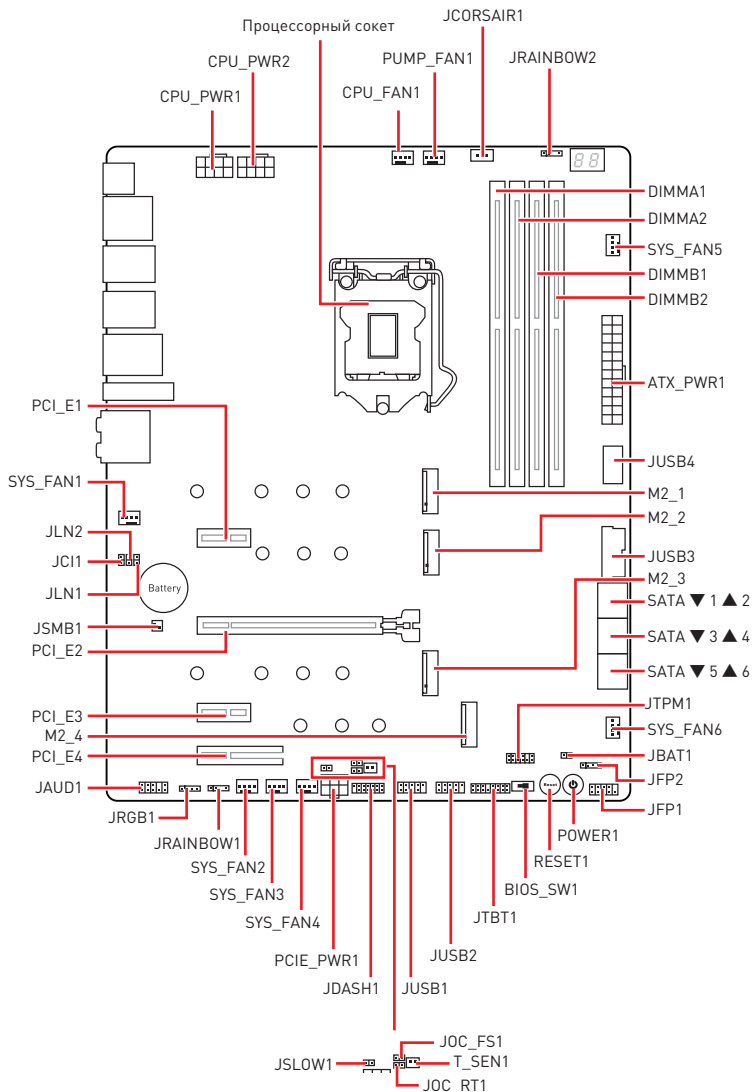 Процессорный сокет
JCORSAIR1
CPU_PWR2
PUMP_FAN1
JRAINBOW2
CPU_PWR1
CPU_FAN1
88
DIMMA1
DIMMA2
SYS_FAN5
DIMMB1
DIMMB2
ATX_PWR1
PCI_E1
JUSB4
SYS_FAN1
M2_1
M2_2
JLN2
JCI1
JUSB3
JLN1
M2_3
Battery
SATA ▼ 1 ▲ 2
JSMB1
SATA ▼ 3 ▲ 4
PCI_E2
SATA ▼ 5 ▲ 6
JTPM1
PCI_E3
SYS_FAN6
M2_4
JBAT1
PCI_E4
JFP2
JAUD1
Reset
JFP1
JRGB1
POWER1
JRAINBOW1
RESET1
SYS_FAN2
BIOS_SW1
SYS_FAN3
JTBT1
SYS_FAN4
JUSB2
PCIE_PWR1
JDASH1
JUSB1
JOC_FS1
JSLOW1
T_SEN1
JOC_RT1